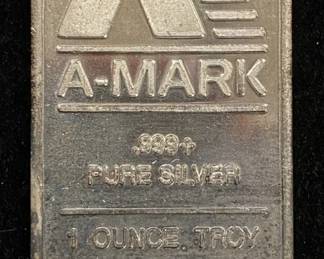 A-MARK
.999+
PURE SILVER
1 OUNCE TROY